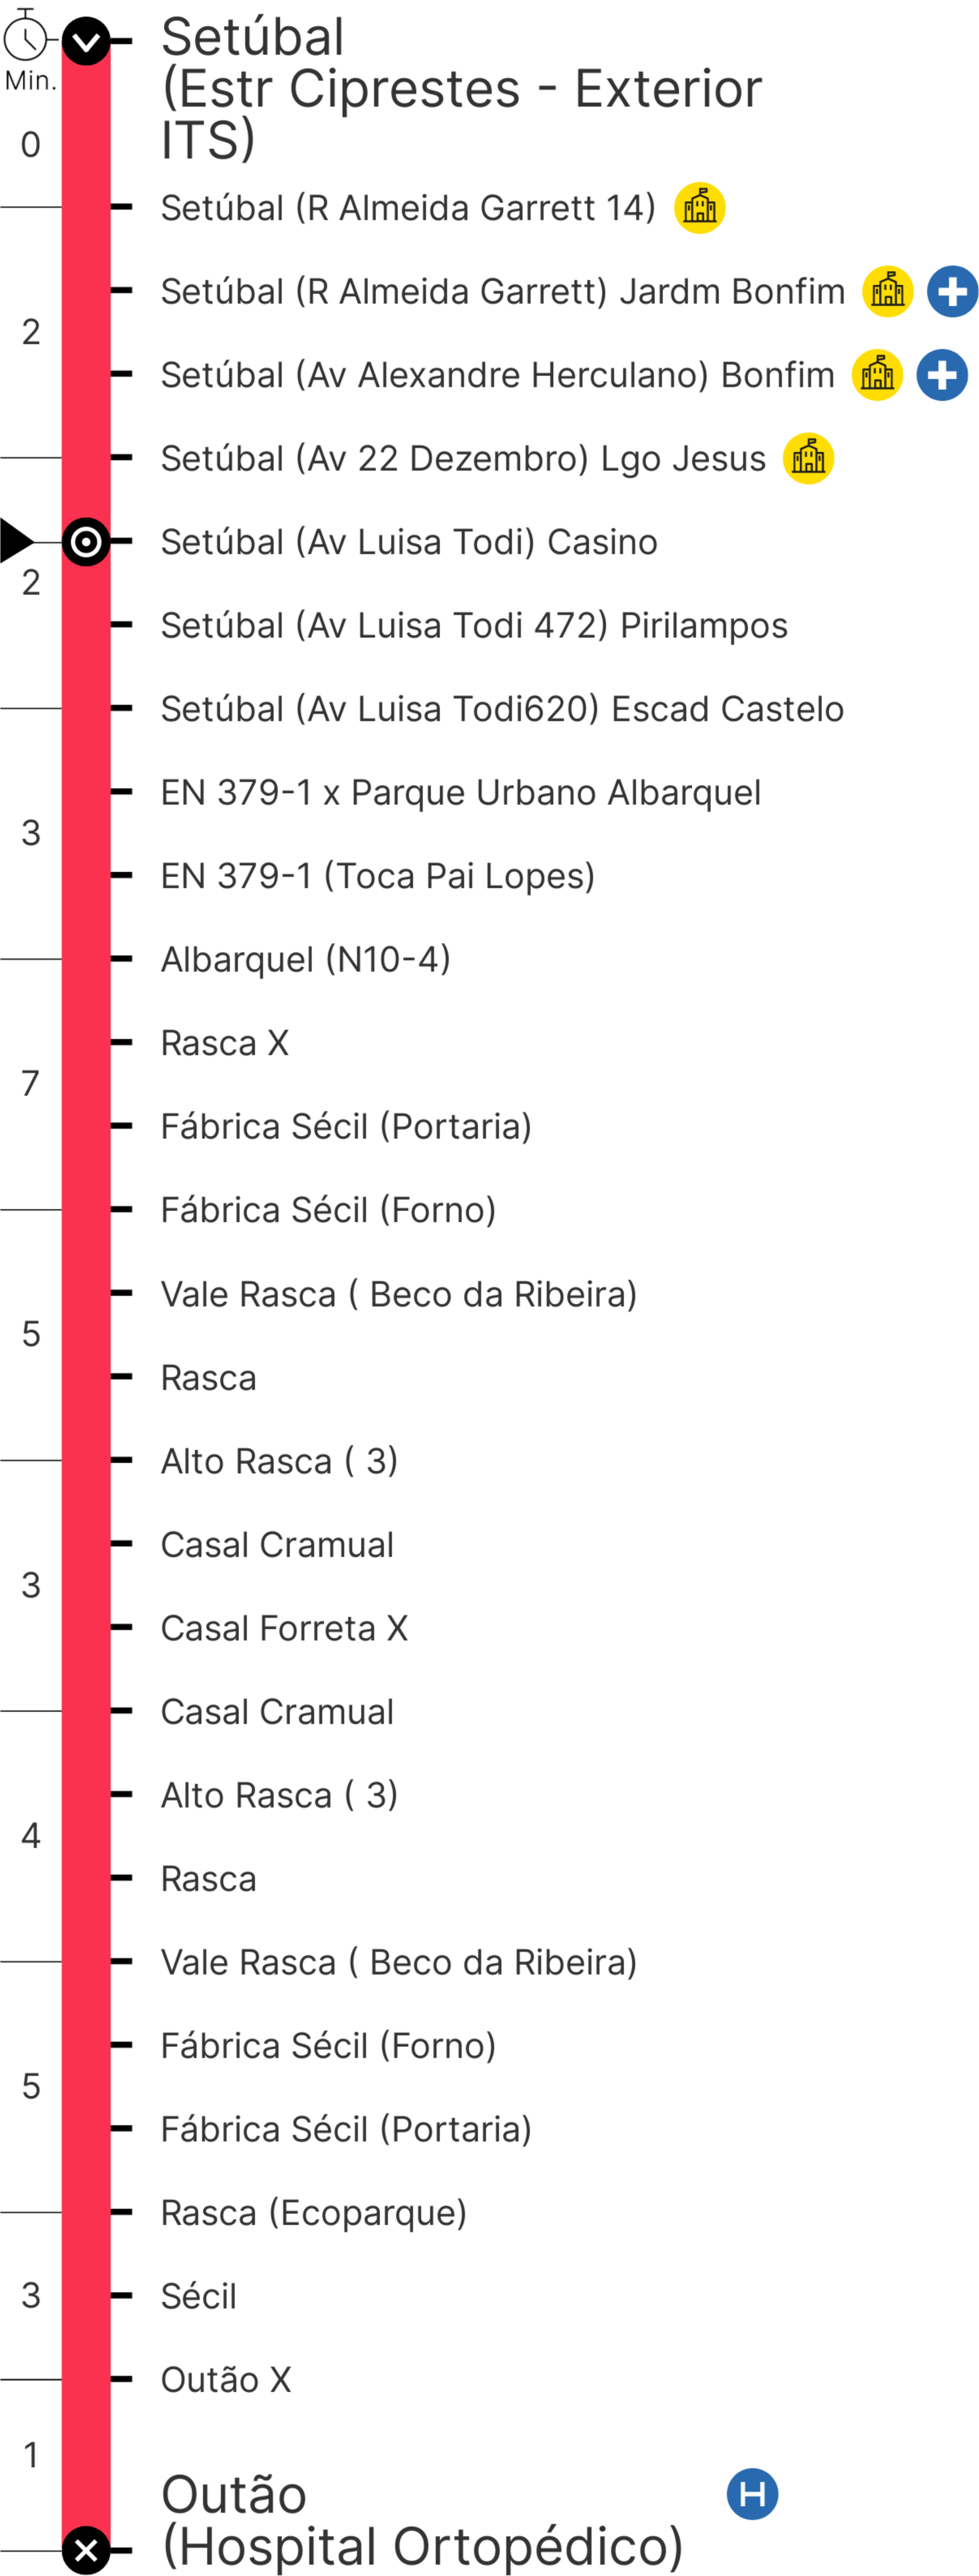 Setúbal
Min.
(Estr Ciprestes - Exterior
ITS)
0
Setúbal (R Almeida Garrett 14)
Setúbal (R Almeida Garrett) Jardm Bonfim
2
Setúbal (Av Alexandre Herculano) Bonfim
Setúbal (Av 22 Dezembro) Lgo Jesus
Setúbal (Av Luisa Todi) Casino
2
Setúbal (Av Luisa Todi 472) Pirilampos
Setúbal (Av Luisa Todi620) Escad Castelo
EN 379-1 x Parque Urbano Albarquel
3
EN 379-1 (Toca Pai Lopes)
Albarquel (N10-4)
Rasca X
7
Fábrica Sécil (Portaria)
Fábrica Sécil (Forno)
Vale Rasca ( Beco da Ribeira)
5
Rasca
Alto Rasca ( 3)
Casal Cramual
3
Casal Forreta X
Casal Cramual
Alto Rasca ( 3)
4
Rasca
Vale Rasca ( Beco da Ribeira)
Fábrica Sécil (Forno)
5
Fábrica Sécil (Portaria)
Rasca (Ecoparque)
3
Sécil
Outão X
1
Outão
H
(Hospital Ortopédico)